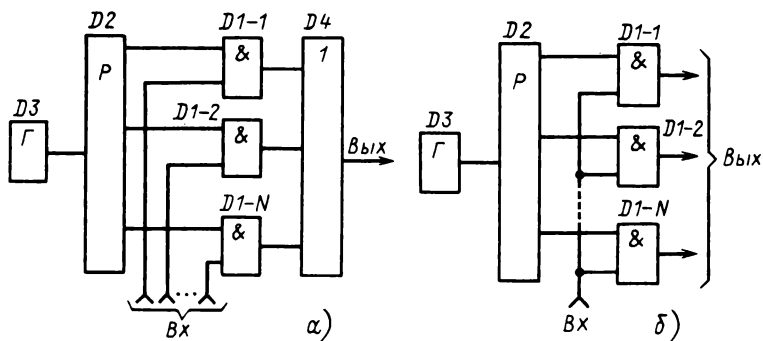 D2 D1-1 D4
P & 1
D3 D1-2
Г &
Вых
D1-N
&
...
Вх а)
D2 D1-1
P &
D3 D1-2
Г & Вых
D1-N
&
Вх б)